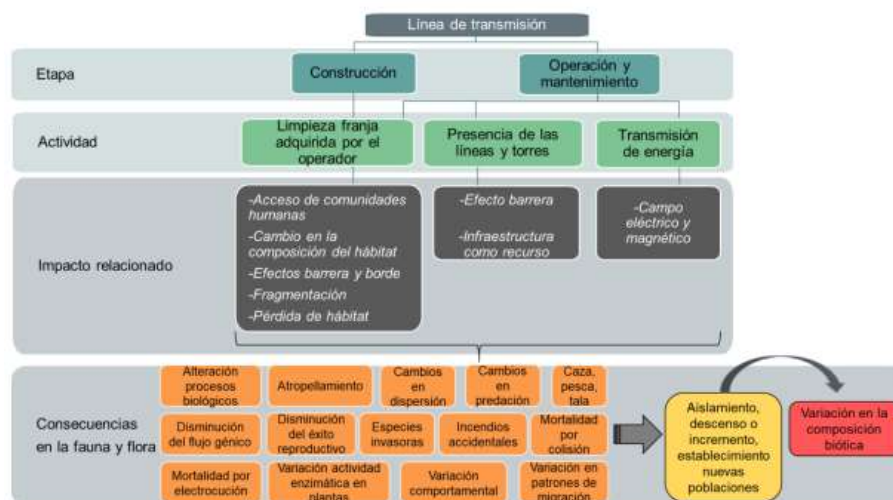 Línea de transmisión
Etapa
Construcción
Operación y
mantenimiento
Actividad
Limpieza franja
adquirida por el
operador
Presencia de las
líneas y torres
Transmisión
de energía
Impacto relacionado
-Acceso de comunidades
humanas
-Cambio en la
composición del hábitat
-Efectos barrera y borde
-Fragmentación
-Pérdida de hábitat
-Efecto barrera
-Infraestructura
como recurso
-Campo
eléctrico y
magnético
Consecuencias
en la fauna y flora
Alteración
procesos
biológicos
Atropellamiento
Cambios
en
dispersión
Cambios
en
predación
Caza,
pesca,
tala
Disminución
del flujo génico
Disminución
del éxito
reproductivo
Especies
invasoras
Incendios
accidentales
Mortalidad
por
colisión
Mortalidad por
electrocución
Variación actividad
enzimática en
plantas
Variación
comportamental
Variación en
patrones de
migración
Aislamiento,
descenso o
incremento,
establecimiento
nuevas
poblaciones
Variación en la
composición
biótica